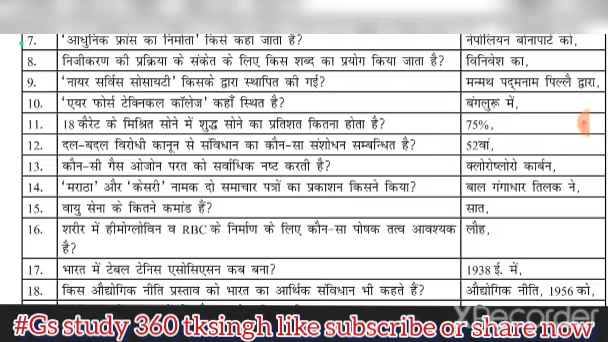 7. 'आधुनिक फ्रांस का निर्माता' किसे कहा जाता है? नेपोलियन बोनापार्ट को,
8. निजीकरण की प्रक्रिया के संकेत के लिए किस शब्द का प्रयोग किया जाता है? विनिवेश का,
9. 'नायर सर्विस सोसायटी' किसके द्वारा स्थापित की गई? मन्मथ पद्मनाम पिल्लै द्वारा,
10. 'एयर फोर्स टेक्निकल कॉलेज' कहाँ स्थित है? बंगलुरू में,
11. 18 कैरेट के मिश्रित सोने में शुद्ध सोने का प्रतिशत कितना होता है? 75%,
12. दल-बदल विरोधी कानून से संविधान का कौन-सा संशोधन सम्बन्धित है? 52वां,
13. कौन-सी गैस ओजोन परत को सर्वाधिक नष्ट करती है? क्लोरोफ्लोरो कार्बन,
14. 'मराठा' और 'केसरी' नामक दो समाचार पत्रों का प्रकाशन किसने किया? बाल गंगाधार तिलक ने,
15. वायु सेना के कितने कमांड हैं? सात,
16. शरीर में हीमोग्लोविन व RBC के निर्माण के लिए कौन-सा पोषक तत्व आवश्यक लौह,
है?
17. भारत में टेबल टेनिस एसोसिएसन कब बना? 1938 ई. में,
18. किस औद्योगिक नीति प्रस्ताव को भारत का आर्थिक संविधान भी कहते हैं? औद्योगिक नीति, 1956 को,
XRecorder
#Gs study 360 tksingh like subscribe or share now